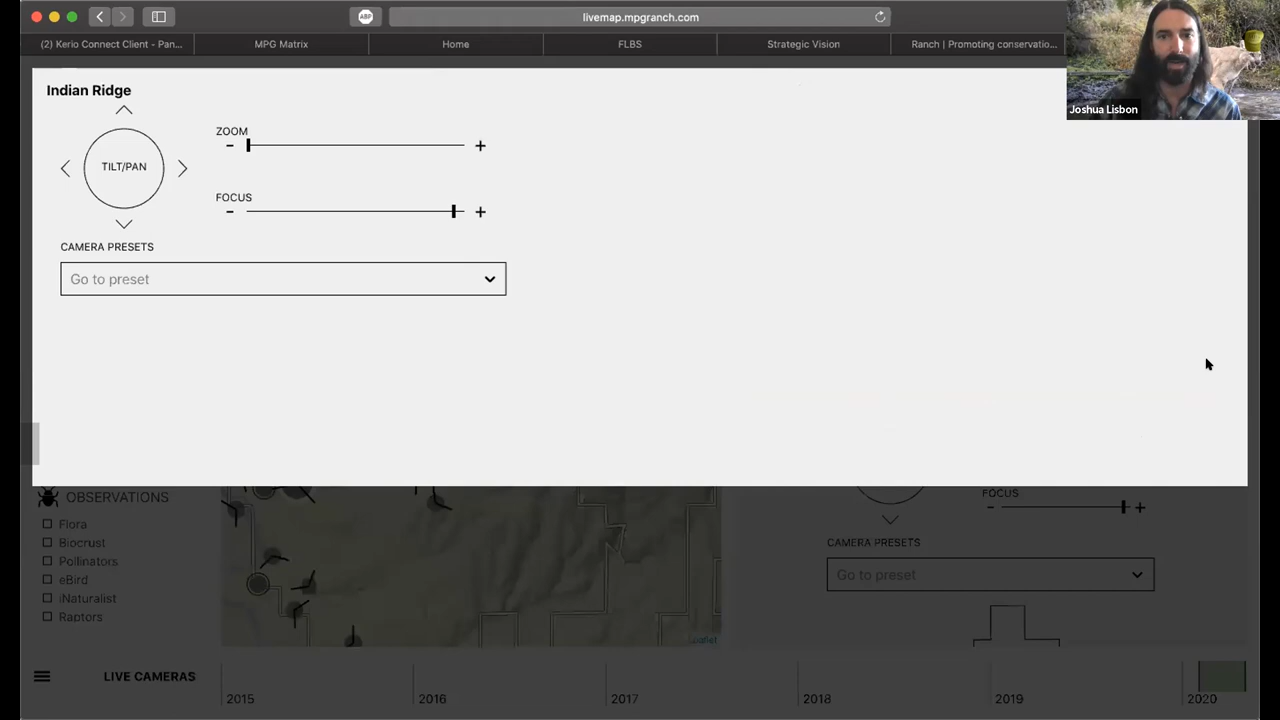 livemap.mpgranch.com
(2) Kerio Connect Client - Pan...
MPG Matrix
Home
FLBS
Strategic Vision
Ranch | Promoting conservatio...
Joshua Lisbon
Indian Ridge
TILT/PAN
ZOOM
- +
FOCUS
- +
CAMERA PRESETS
Go to preset
OBSERVATIONS
Flora
Biocrust
Pollinators
eBird
iNaturalist
Raptors
Leaflet
FOCUS
- +
CAMERA PRESETS
Go to preset
LIVE CAMERAS
2015
2016
2017
2018
2019
2020
ABP